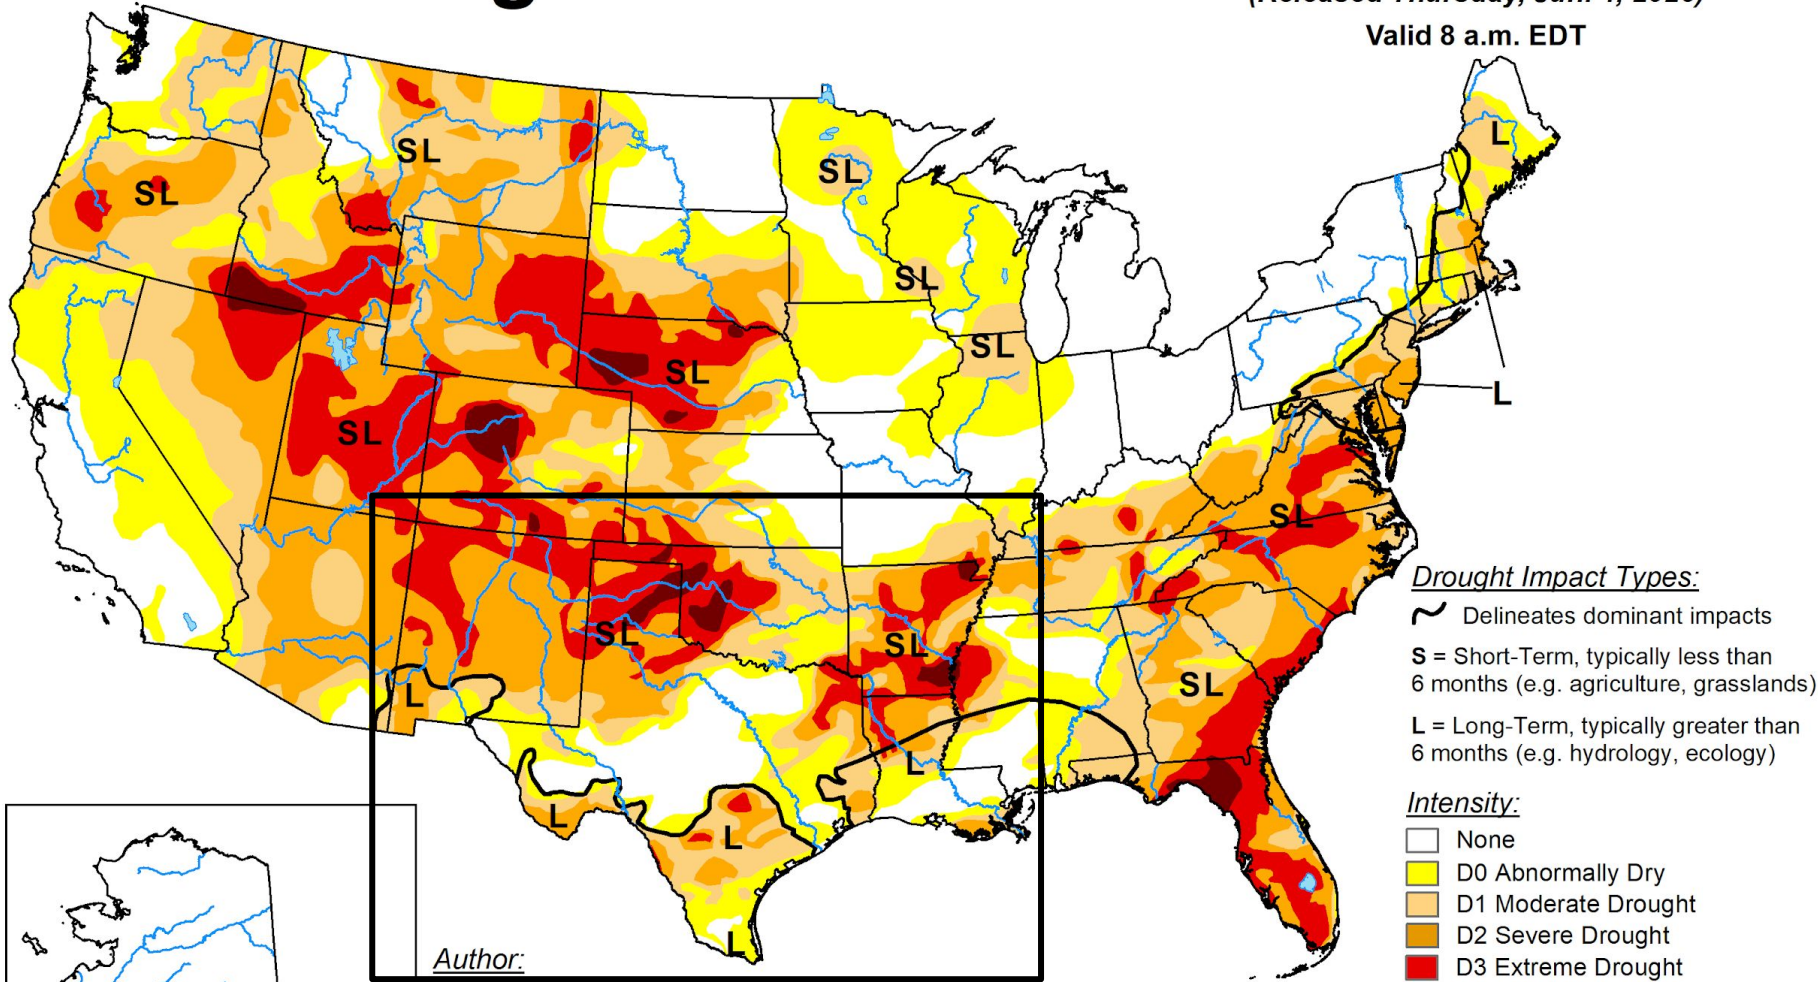 Valid 8 a.m. EDT
SL
SL
SL
SL
SL
SL
SL
SL
SL
SL
SL
SL
L
L
L
L
L
L
L
Author:
Drought Impact Types:
Delineates dominant impacts
S = Short-Term, typically less than
6 months (e.g. agriculture, grasslands)
L = Long-Term, typically greater than
6 months (e.g. hydrology, ecology)
Intensity:
None
D0 Abnormally Dry
D1 Moderate Drought
D2 Severe Drought
D3 Extreme Drought